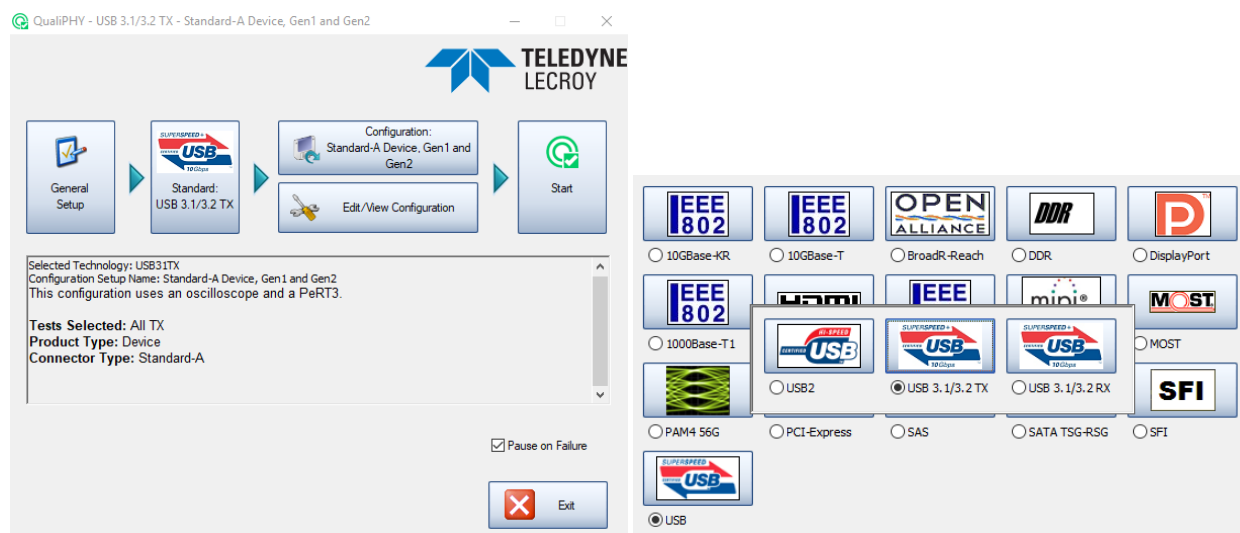 QualiPHY - USB 3.1/3.2 TX - Standard-A Device, Gen1 and Gen2
TELEDYNE
LECROY
General
Setup
SUPERSPEED+
CERTIFIED
USB
10Gbps
Standard:
USB 3.1/3.2 TX
Configuration:
Standard-A Device, Gen1 and
Gen2
Edit/View Configuration
Start
Selected Technology: USB31TX
Configuration Setup Name: Standard-A Device, Gen1 and Gen2
This configuration uses an oscilloscope and a PeRT3.
Tests Selected: All TX
Product Type: Device
Connector Type: Standard-A
Pause on Failure
Exit
IEEE
802
IEEE
802
OPEN
ALLIANCE
DDR
10GBase-KR
10GBase-T
BroadR-Reach
DDR
DisplayPort
IEEE
802
HDMI
IEEE
mipi®
MOST
1000Base-T1
MOST
HI-SPEED
CERTIFIED
USB
SUPERSPEED+
CERTIFIED
USB
10Gbps
SUPERSPEED+
CERTIFIED
USB
10Gbps
USB2
USB 3.1/3.2 TX
USB 3.1/3.2 RX
SFI
PAM4 56G
PCI-Express
SAS
SATA TSG-RSG
SFI
SUPERSPEED
CERTIFIED
USB
USB